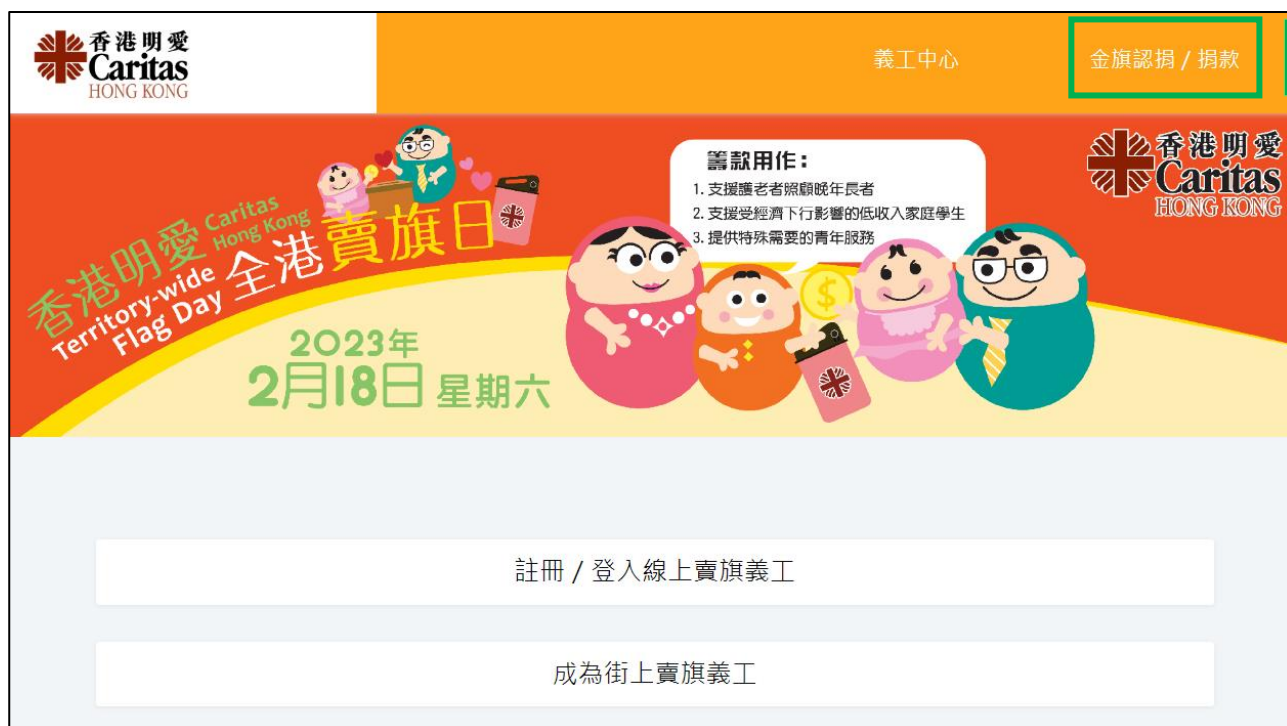 香港明愛
Caritas
HONG KONG
義工中心
金旗認捐 / 捐款
香港明愛 Caritas Hong Kong
Territory-wide Flag Day
全港賣旗日
2023年
2月18日 星期六
籌款用作：
1. 支援護老者照顧晚年長者
2. 支援受經濟下行影響的低收入家庭學生
3. 提供特殊需要的青年服務
香港明愛
Caritas
HONG KONG
註冊 / 登入線上賣旗義工
成為街上賣旗義工